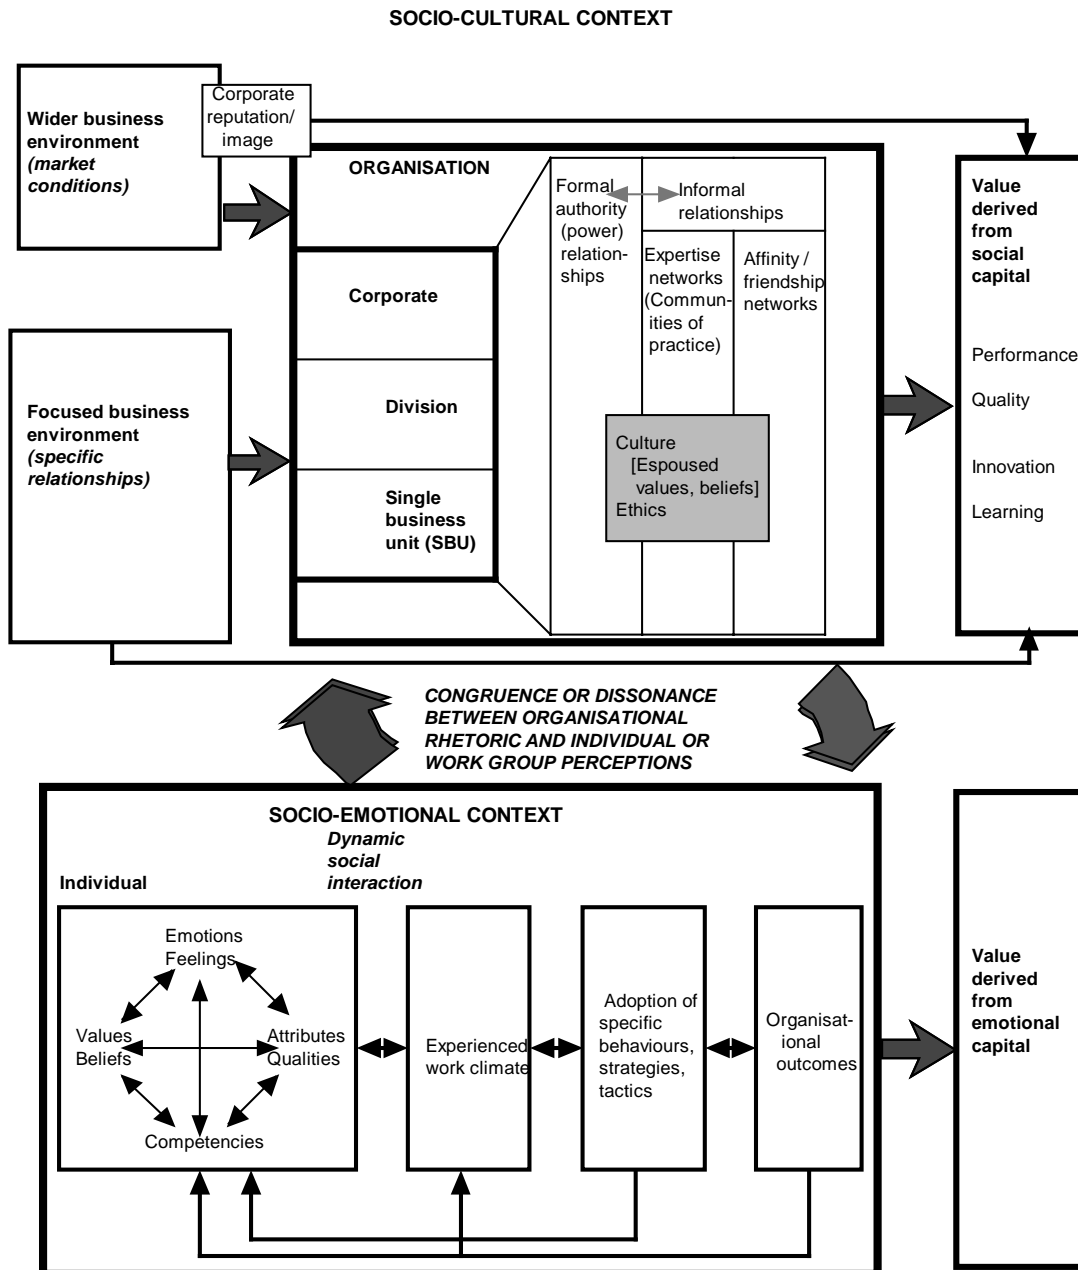 SOCIO-CULTURAL CONTEXT
Wider business
environment
(market
conditions)
Corporate
reputation/
image
ORGANISATION
Corporate
Division
Single
business
unit (SBU)
Formal
authority
(power)
relation-
ships
Informal
relationships
Expertise
networks
(Commun-
ities of
practice)
Affinity /
friendship
networks
Culture
[Espoused
values, beliefs]
Ethics
Value
derived
from
social
capital
Performance
Quality
Innovation
Learning
Focused business
environment
(specific
relationships)
CONGRUENCE OR DISSONANCE
BETWEEN ORGANISATIONAL
RHETORIC AND INDIVIDUAL OR
WORK GROUP PERCEPTIONS
SOCIO-EMOTIONAL CONTEXT
Dynamic
social
interaction
Individual
Emotions
Feelings
Values
Beliefs
Attributes
Qualities
Competencies
Experienced
work climate
Adoption of
specific
behaviours,
strategies,
tactics
Organisat-
ional
outcomes
Value
derived
from
emotional
capital